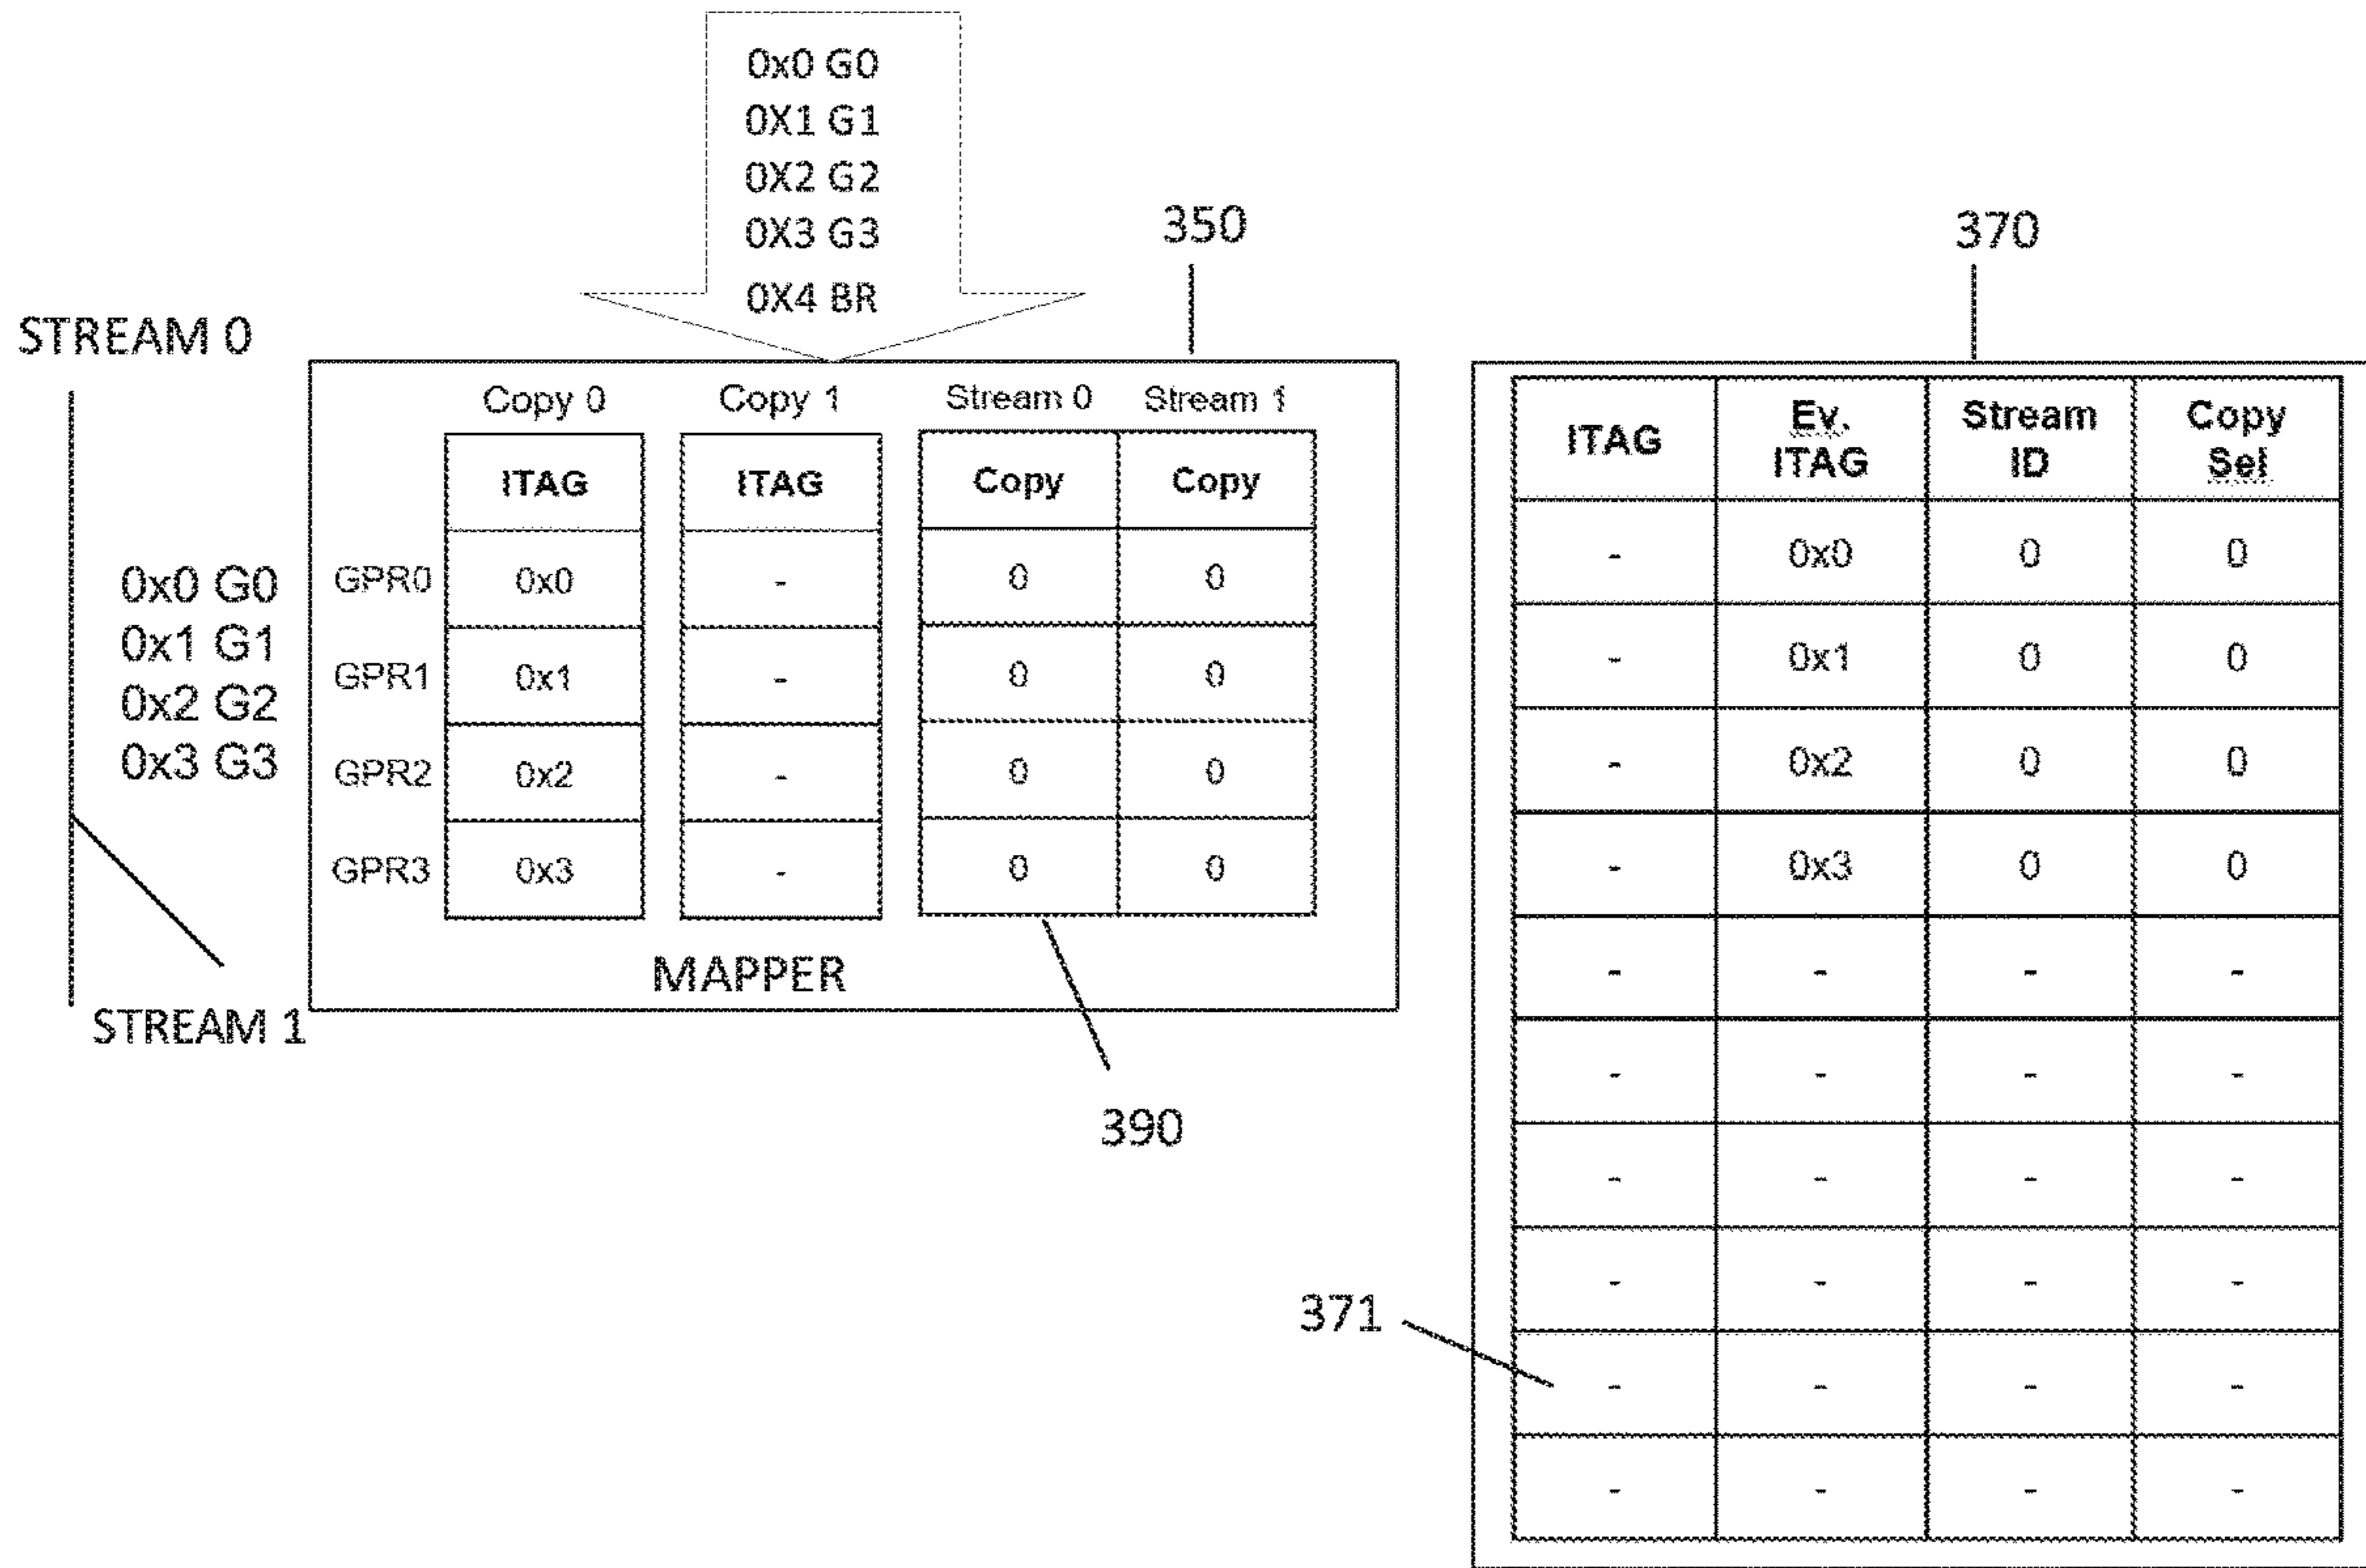 0x0 G0
0X1 G1
0X2 G2
0X3 G3
0X4 BR
350
370
STREAM 0
0x0 G0
0x1 G1
0x2 G2
0x3 G3
STREAM 1
Copy 0 Copy 1 Stream 0 Stream 1
ITAG ITAG Copy Copy
GPR0 0x0 - 0 0
GPR1 0x1 - 0 0
GPR2 0x2 - 0 0
GPR3 0x3 - 0 0
MAPPER
390
ITAG Ev. ITAG Stream ID Copy Sel
- 0x0 0 0
- 0x1 0 0
- 0x2 0 0
- 0x3 0 0
- - - -
- - - -
- - - -
- - - -
- - - -
- - - -
371